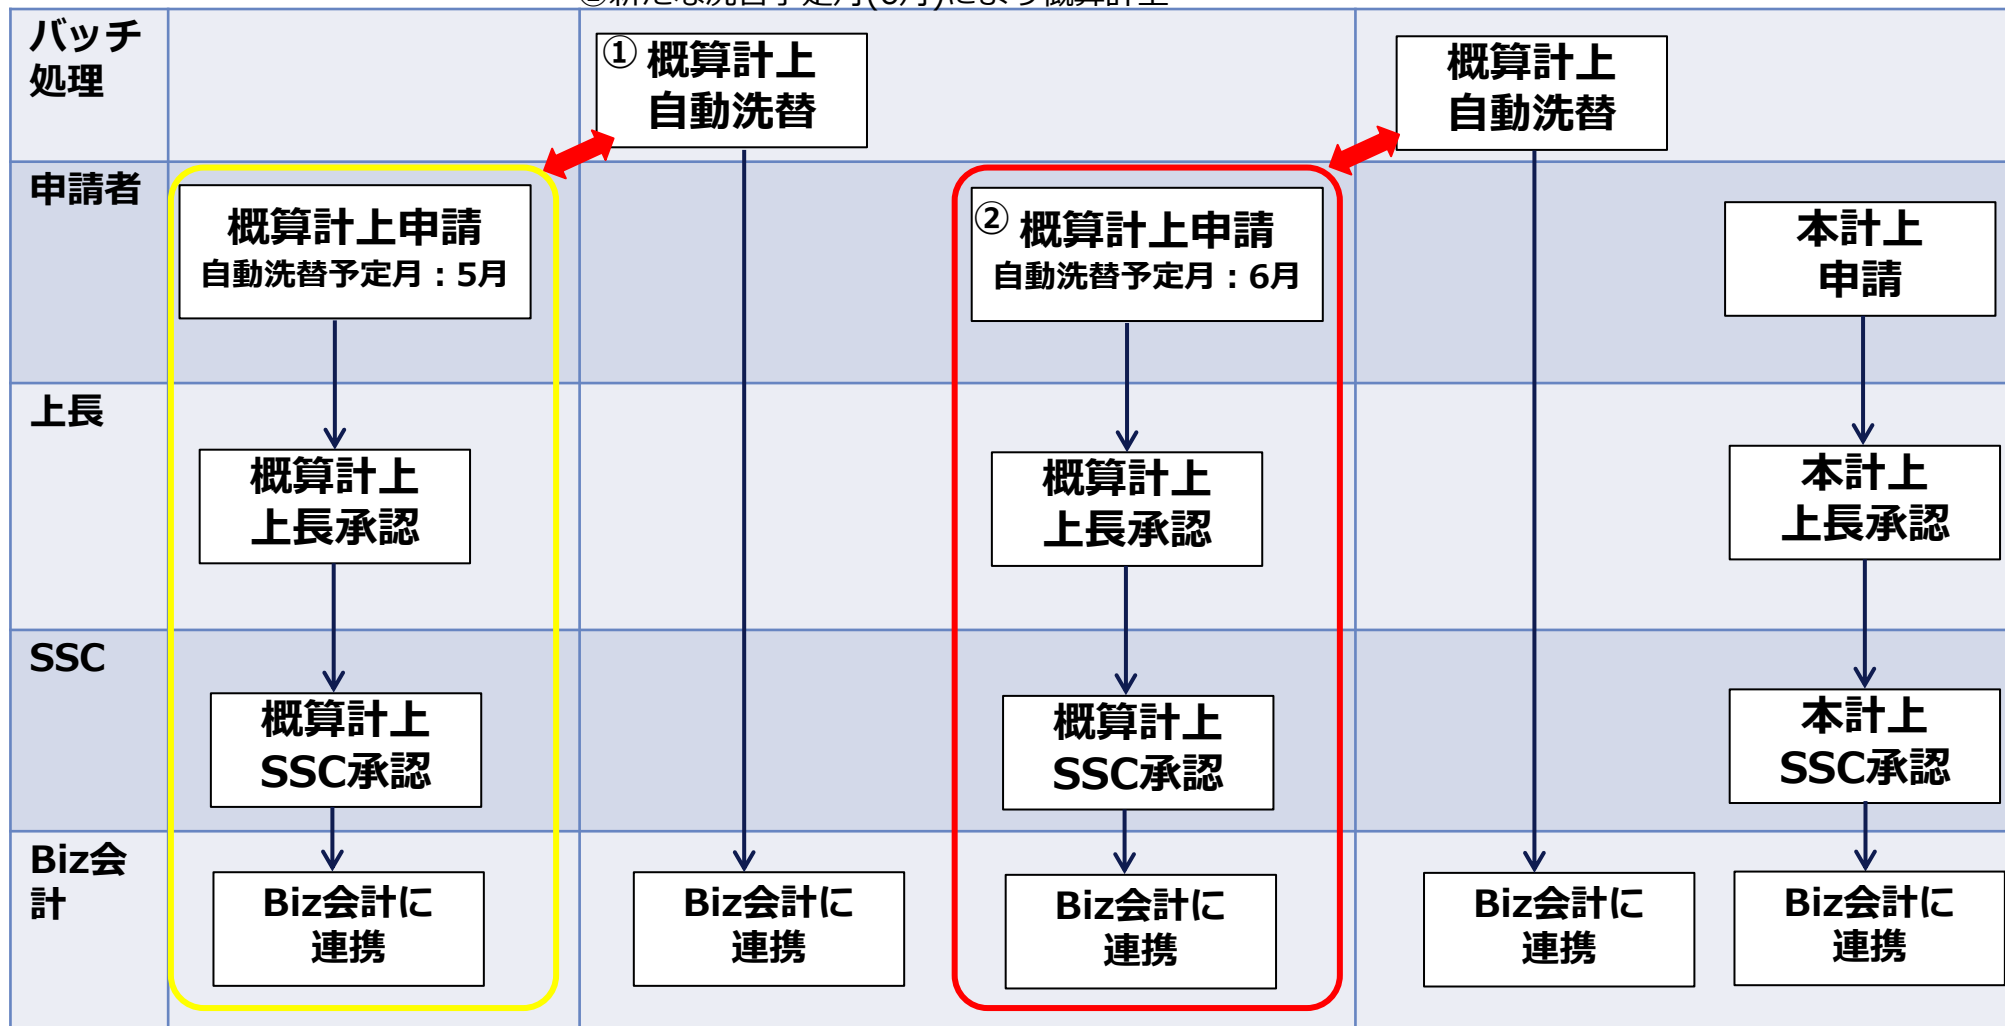 バッチ
処理
① 概算計上
自動洗替
概算計上
自動洗替
申請者
概算計上申請
自動洗替予定月：5月
② 概算計上申請
自動洗替予定月：6月
本計上
申請
上長
概算計上
上長承認
概算計上
上長承認
本計上
上長承認
SSC
概算計上
SSC承認
概算計上
SSC承認
本計上
SSC承認
Biz会
計
Biz会計に
連携
Biz会計に
連携
Biz会計に
連携
Biz会計に
連携
Biz会計に
連携